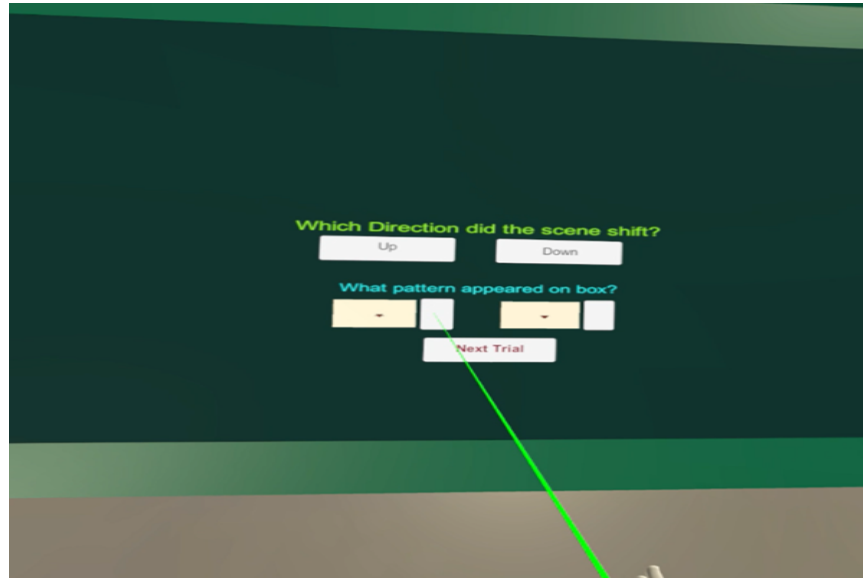 Which Direction did the scene shift?
Up Down
What pattern appeared on box?
Next Trial